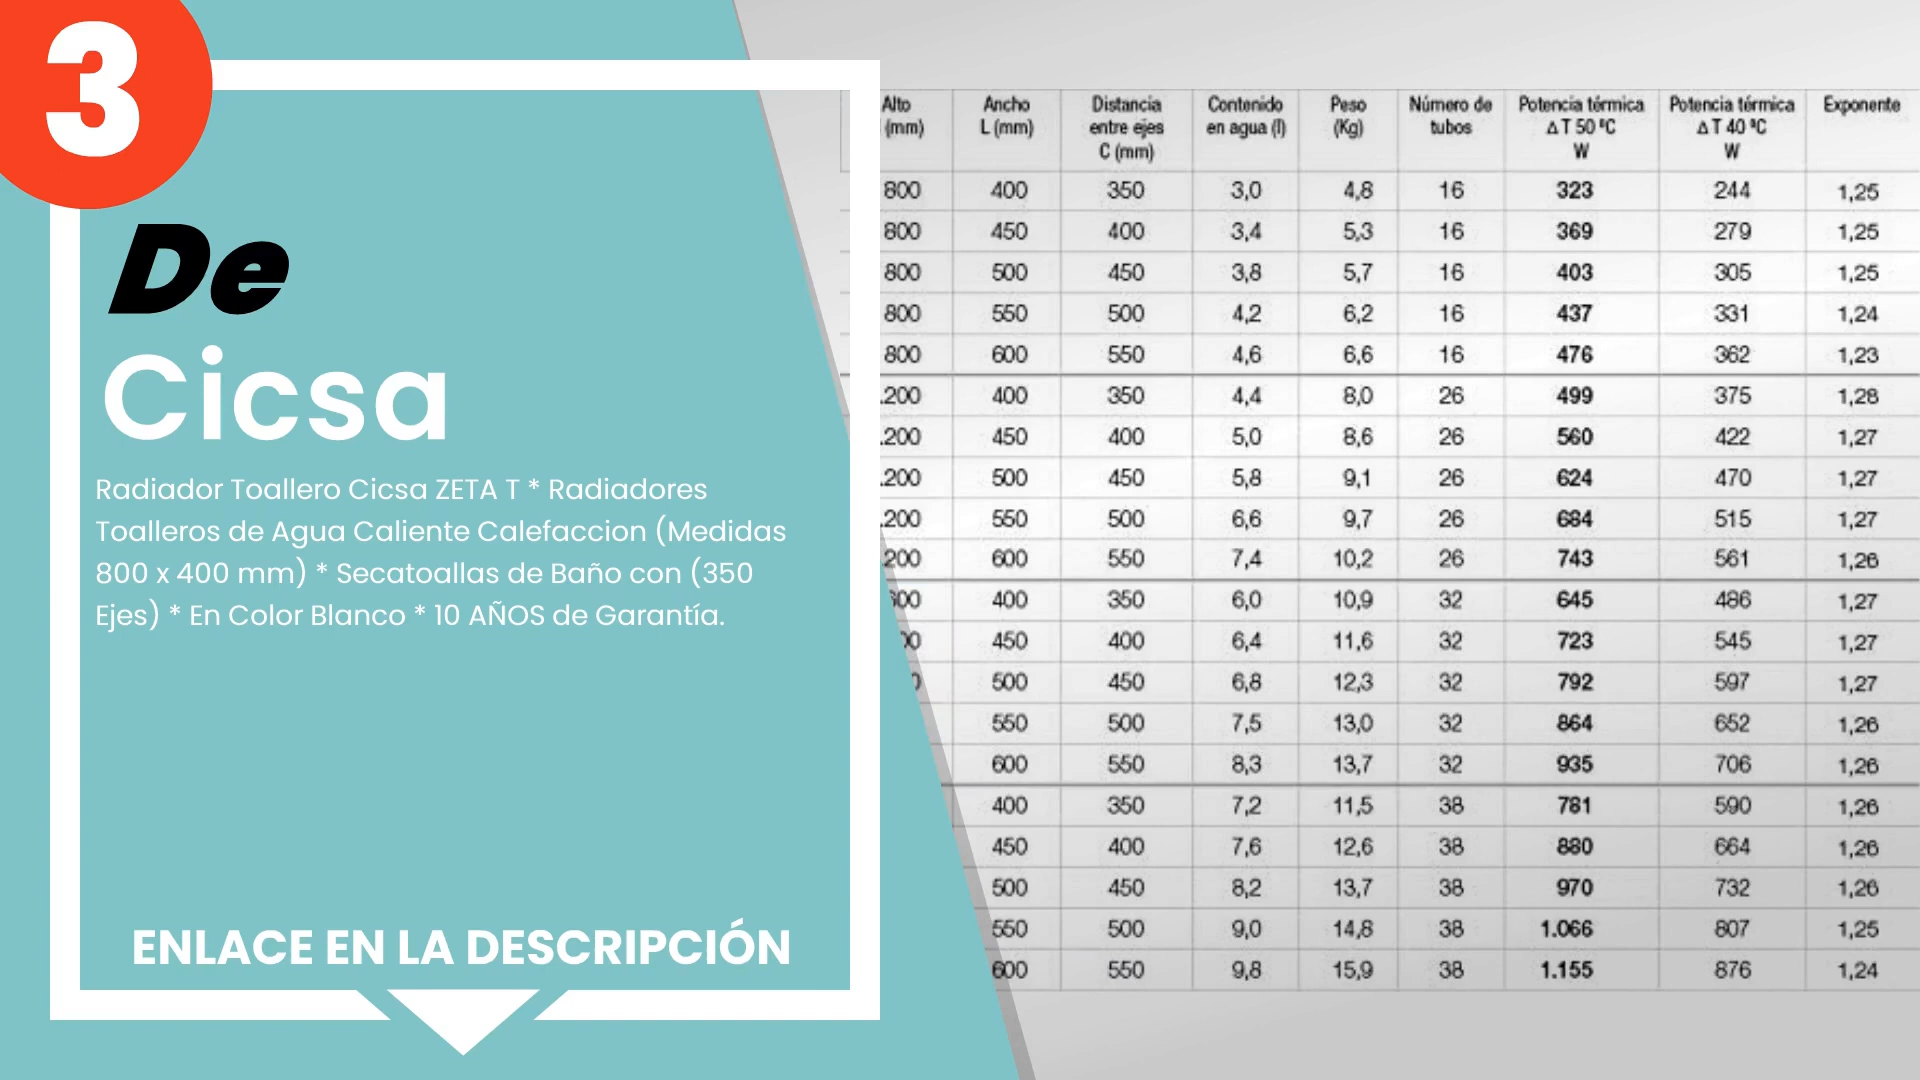 3
De
Cicsa
Radiador Toallero Cicsa ZETA T * Radiadores
Toalleros de Agua Caliente Calefaccion (Medidas
800 x 400 mm) * Secatoallas de Baño con (350
Ejes) * En Color Blanco * 10 AÑOS de Garantía.
ENLACE EN LA DESCRIPCIÓN
Alto (mm) Ancho L (mm) Distancia entre ejes C (mm) Contenido en agua (l) Peso (Kg) Número de tubos Potencia térmica ΔT 50 ºC W Potencia térmica ΔT 40 ºC W Exponente
800 400 350 3,0 4,8 16 323 244 1,25
800 450 400 3,4 5,3 16 369 279 1,25
800 500 450 3,8 5,7 16 403 305 1,25
800 550 500 4,2 6,2 16 437 331 1,24
800 600 550 4,6 6,6 16 476 362 1,23
.200 400 350 4,4 8,0 26 499 375 1,28
.200 450 400 5,0 8,6 26 560 422 1,27
.200 500 450 5,8 9,1 26 624 470 1,27
.200 550 500 6,6 9,7 26 684 515 1,27
200 600 550 7,4 10,2 26 743 561 1,26
400 350 6,0 10,9 32 645 486 1,27
450 400 6,4 11,6 32 723 545 1,27
500 450 6,8 12,3 32 792 597 1,27
550 500 7,5 13,0 32 864 652 1,26
600 550 8,3 13,7 32 935 706 1,26
400 350 7,2 11,5 38 781 590 1,26
450 400 7,6 12,6 38 880 664 1,26
500 450 8,2 13,7 38 970 732 1,26
550 500 9,0 14,8 38 1.066 807 1,25
600 550 9,8 15,9 38 1.155 876 1,24